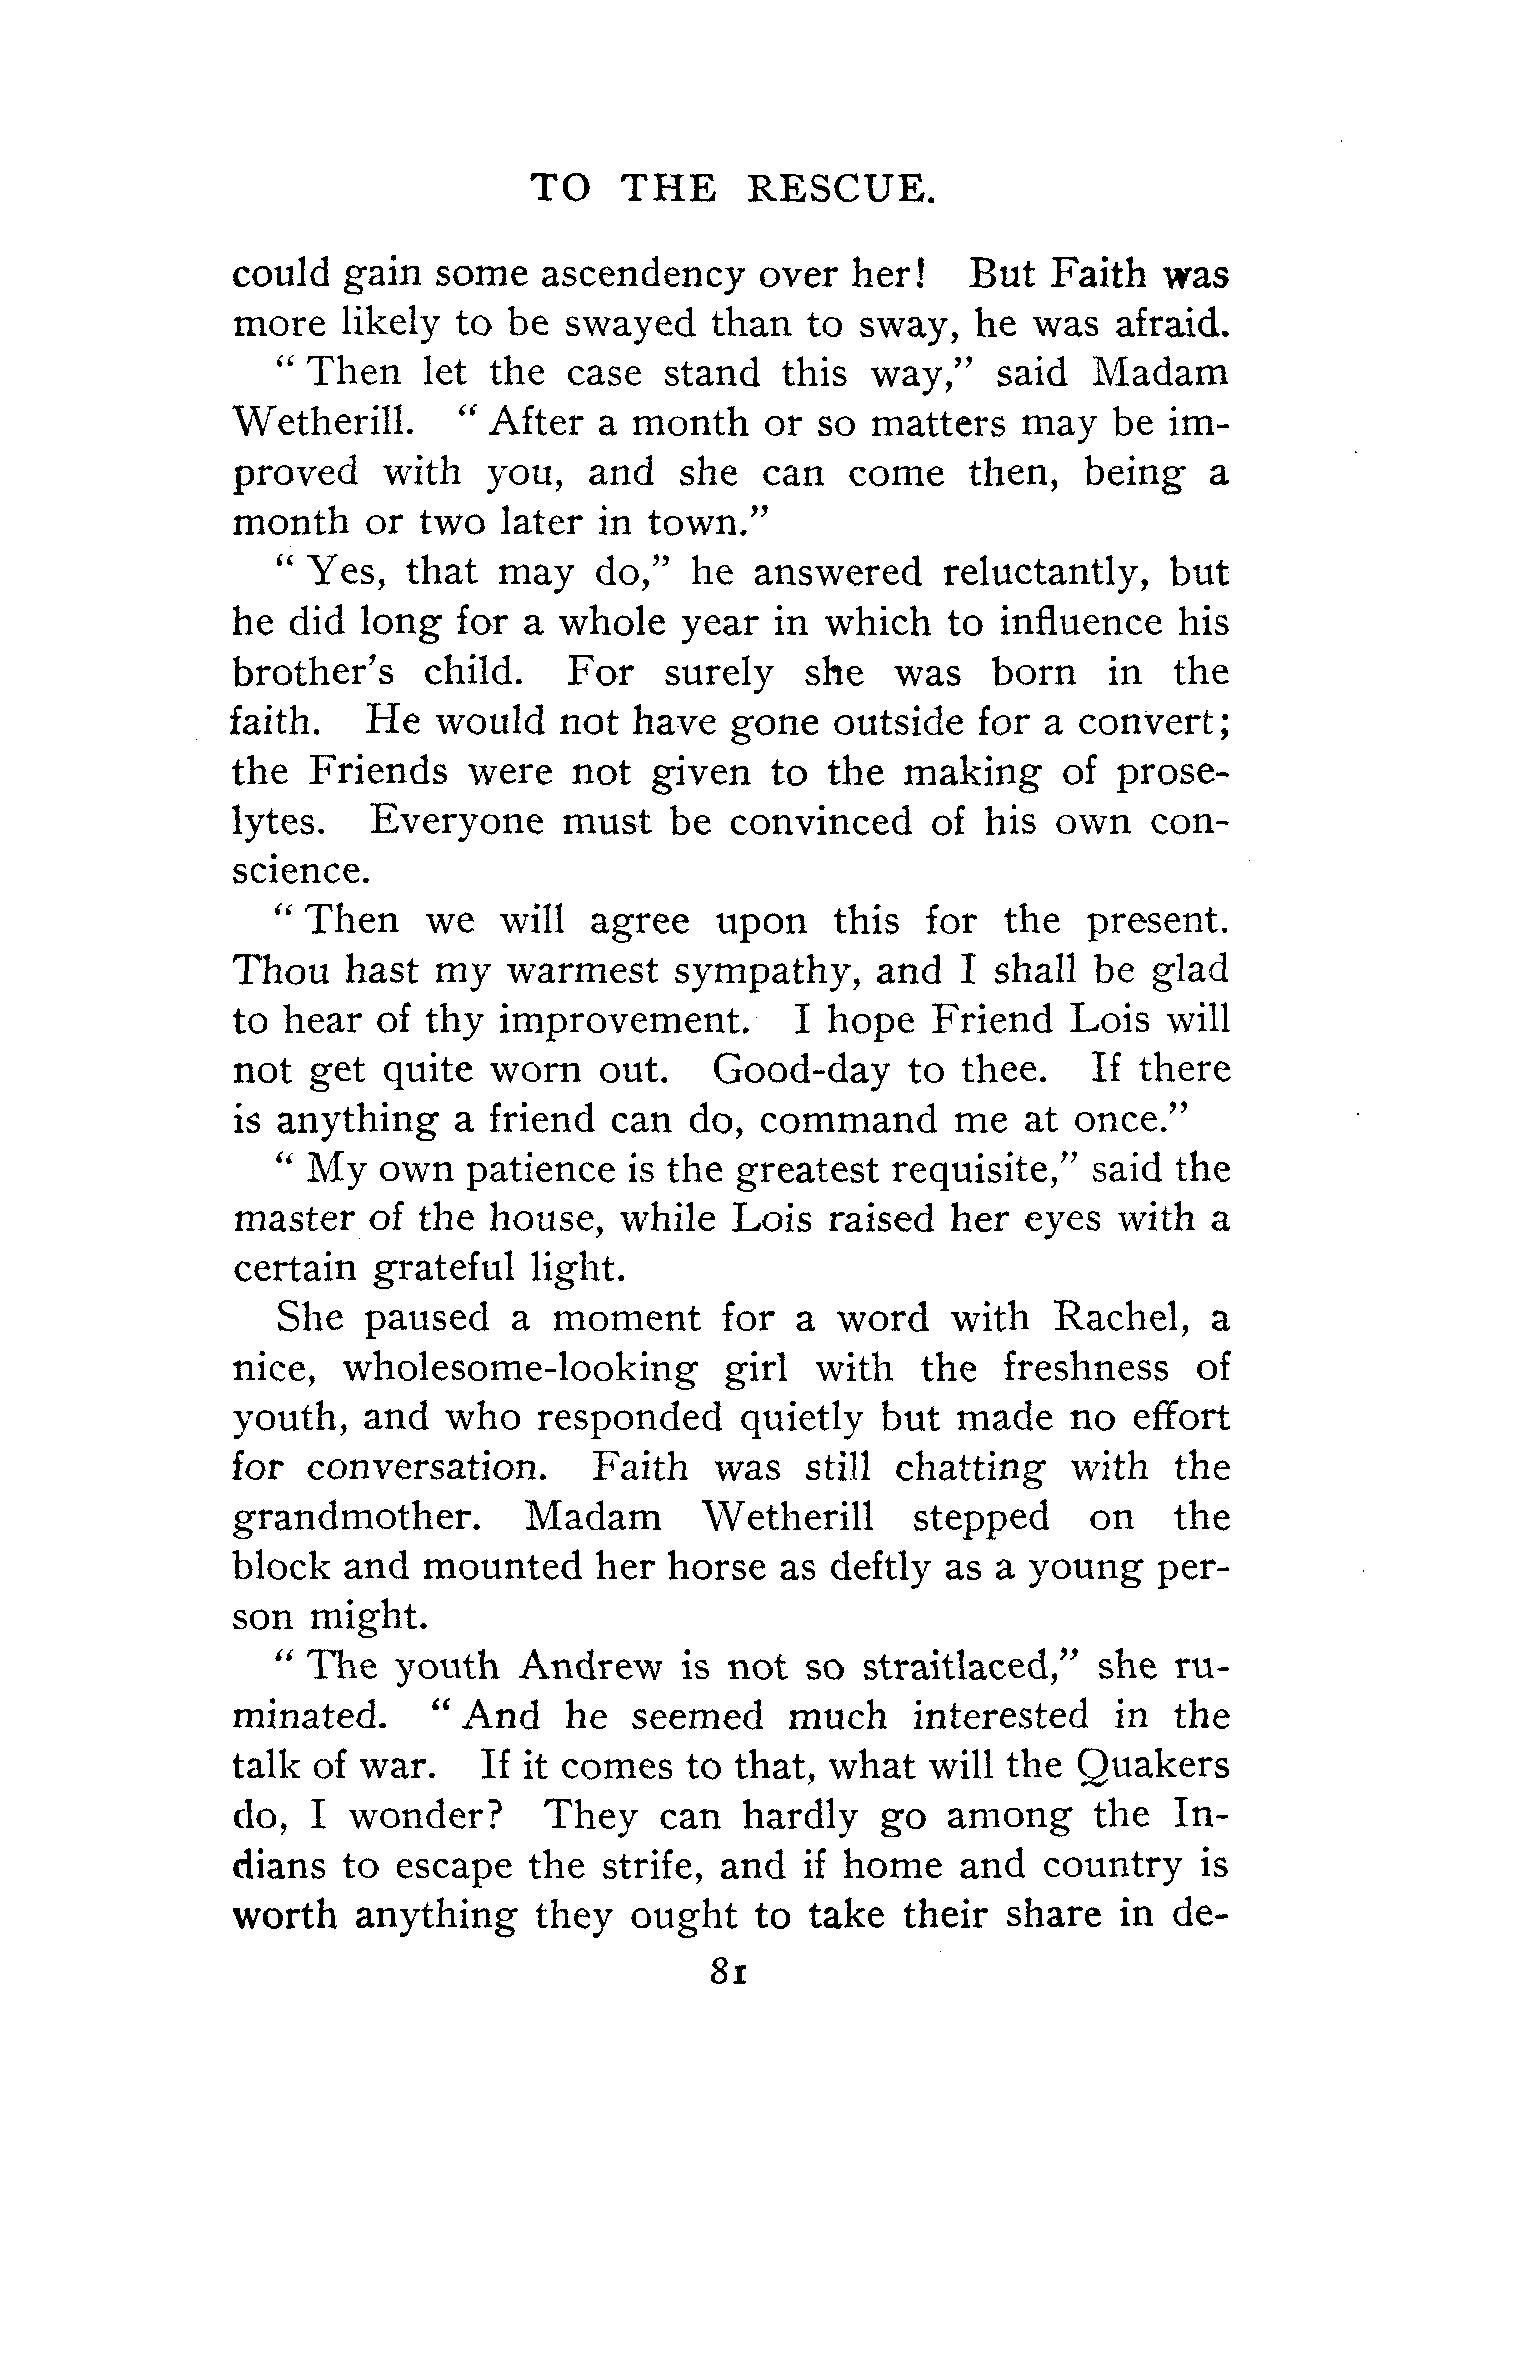 TO THE RESCUE.
could gain some ascendency over her! But Faith was
more likely to be swayed than to sway, he was afraid.
“ Then let the case stand this way,” said Madam
Wetherill. “ After a month or so matters may be im-
proved with you, and she can come then, being a
month or two later in town.”
“ Yes, that may do,” he answered reluctantly, but
he did long for a whole year in which to influence his
brother’s child. For surely she was born in the
faith. He would not have gone outside for a convert;
the Friends were not given to the making of prose-
lytes. Everyone must be convinced of his own con-
science.
“ Then we will agree upon this for the present.
Thou hast my warmest sympathy, and I shall be glad
to hear of thy improvement. I hope Friend Lois will
not get quite worn out. Good-day to thee. If there
is anything a friend can do, command me at once.”
“ My own patience is the greatest requisite,” said the
master of the house, while Lois raised her eyes with a
certain grateful light.
She paused a moment for a word with Rachel, a
nice, wholesome-looking girl with the freshness of
youth, and who responded quietly but made no effort
for conversation. Faith was still chatting with the
grandmother. Madam Wetherill stepped on the
block and mounted her horse as deftly as a young per-
son might.
“ The youth Andrew is not so straitlaced,” she ru-
minated. “ And he seemed much interested in the
talk of war. If it comes to that, what will the Quakers
do, I wonder? They can hardly go among the In-
dians to escape the strife, and if home and country is
worth anything they ought to take their share in de-
81